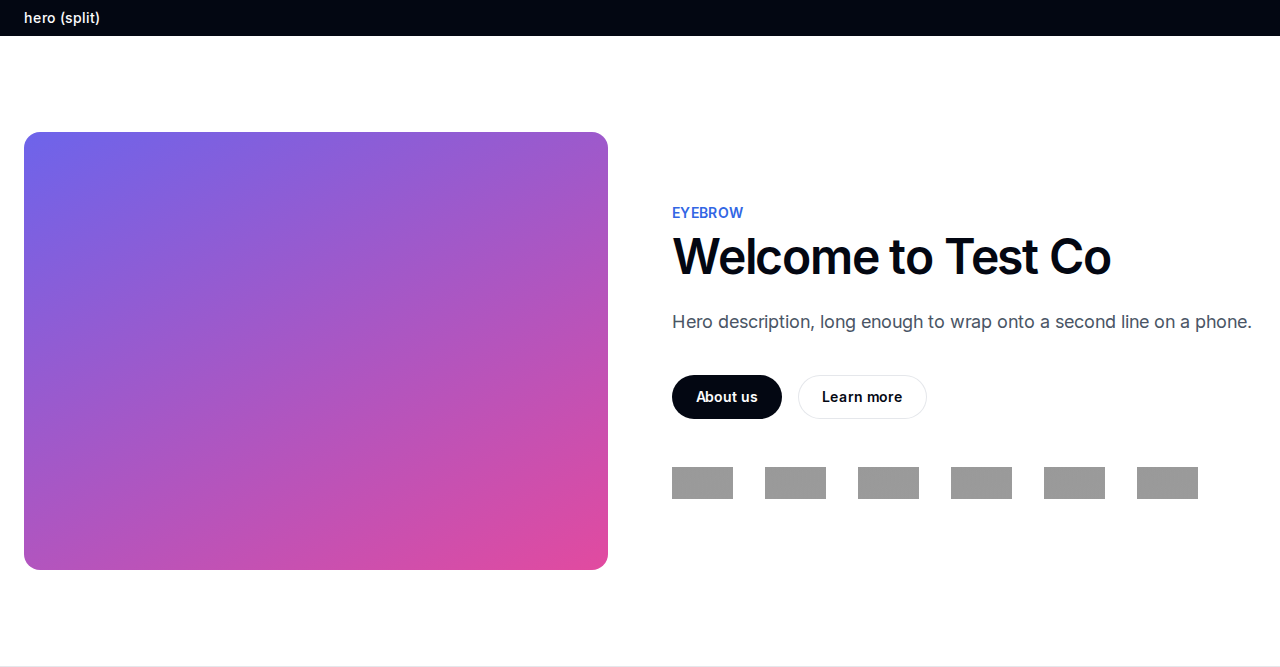 hero (split)
EYEBROW
Welcome to Test Co
Hero description, long enough to wrap onto a second line on a phone.
About us
Learn more